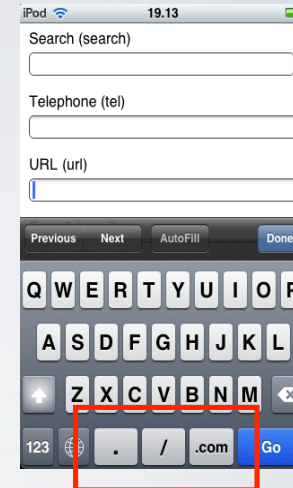 iPod 19.13
Search (search)
Telephone (tel)
URL (url)
Previous Next AutoFill Done
Q W E R T Y U I O P
A S D F G H J K L
Z X C V B N M
123 . / .com Go